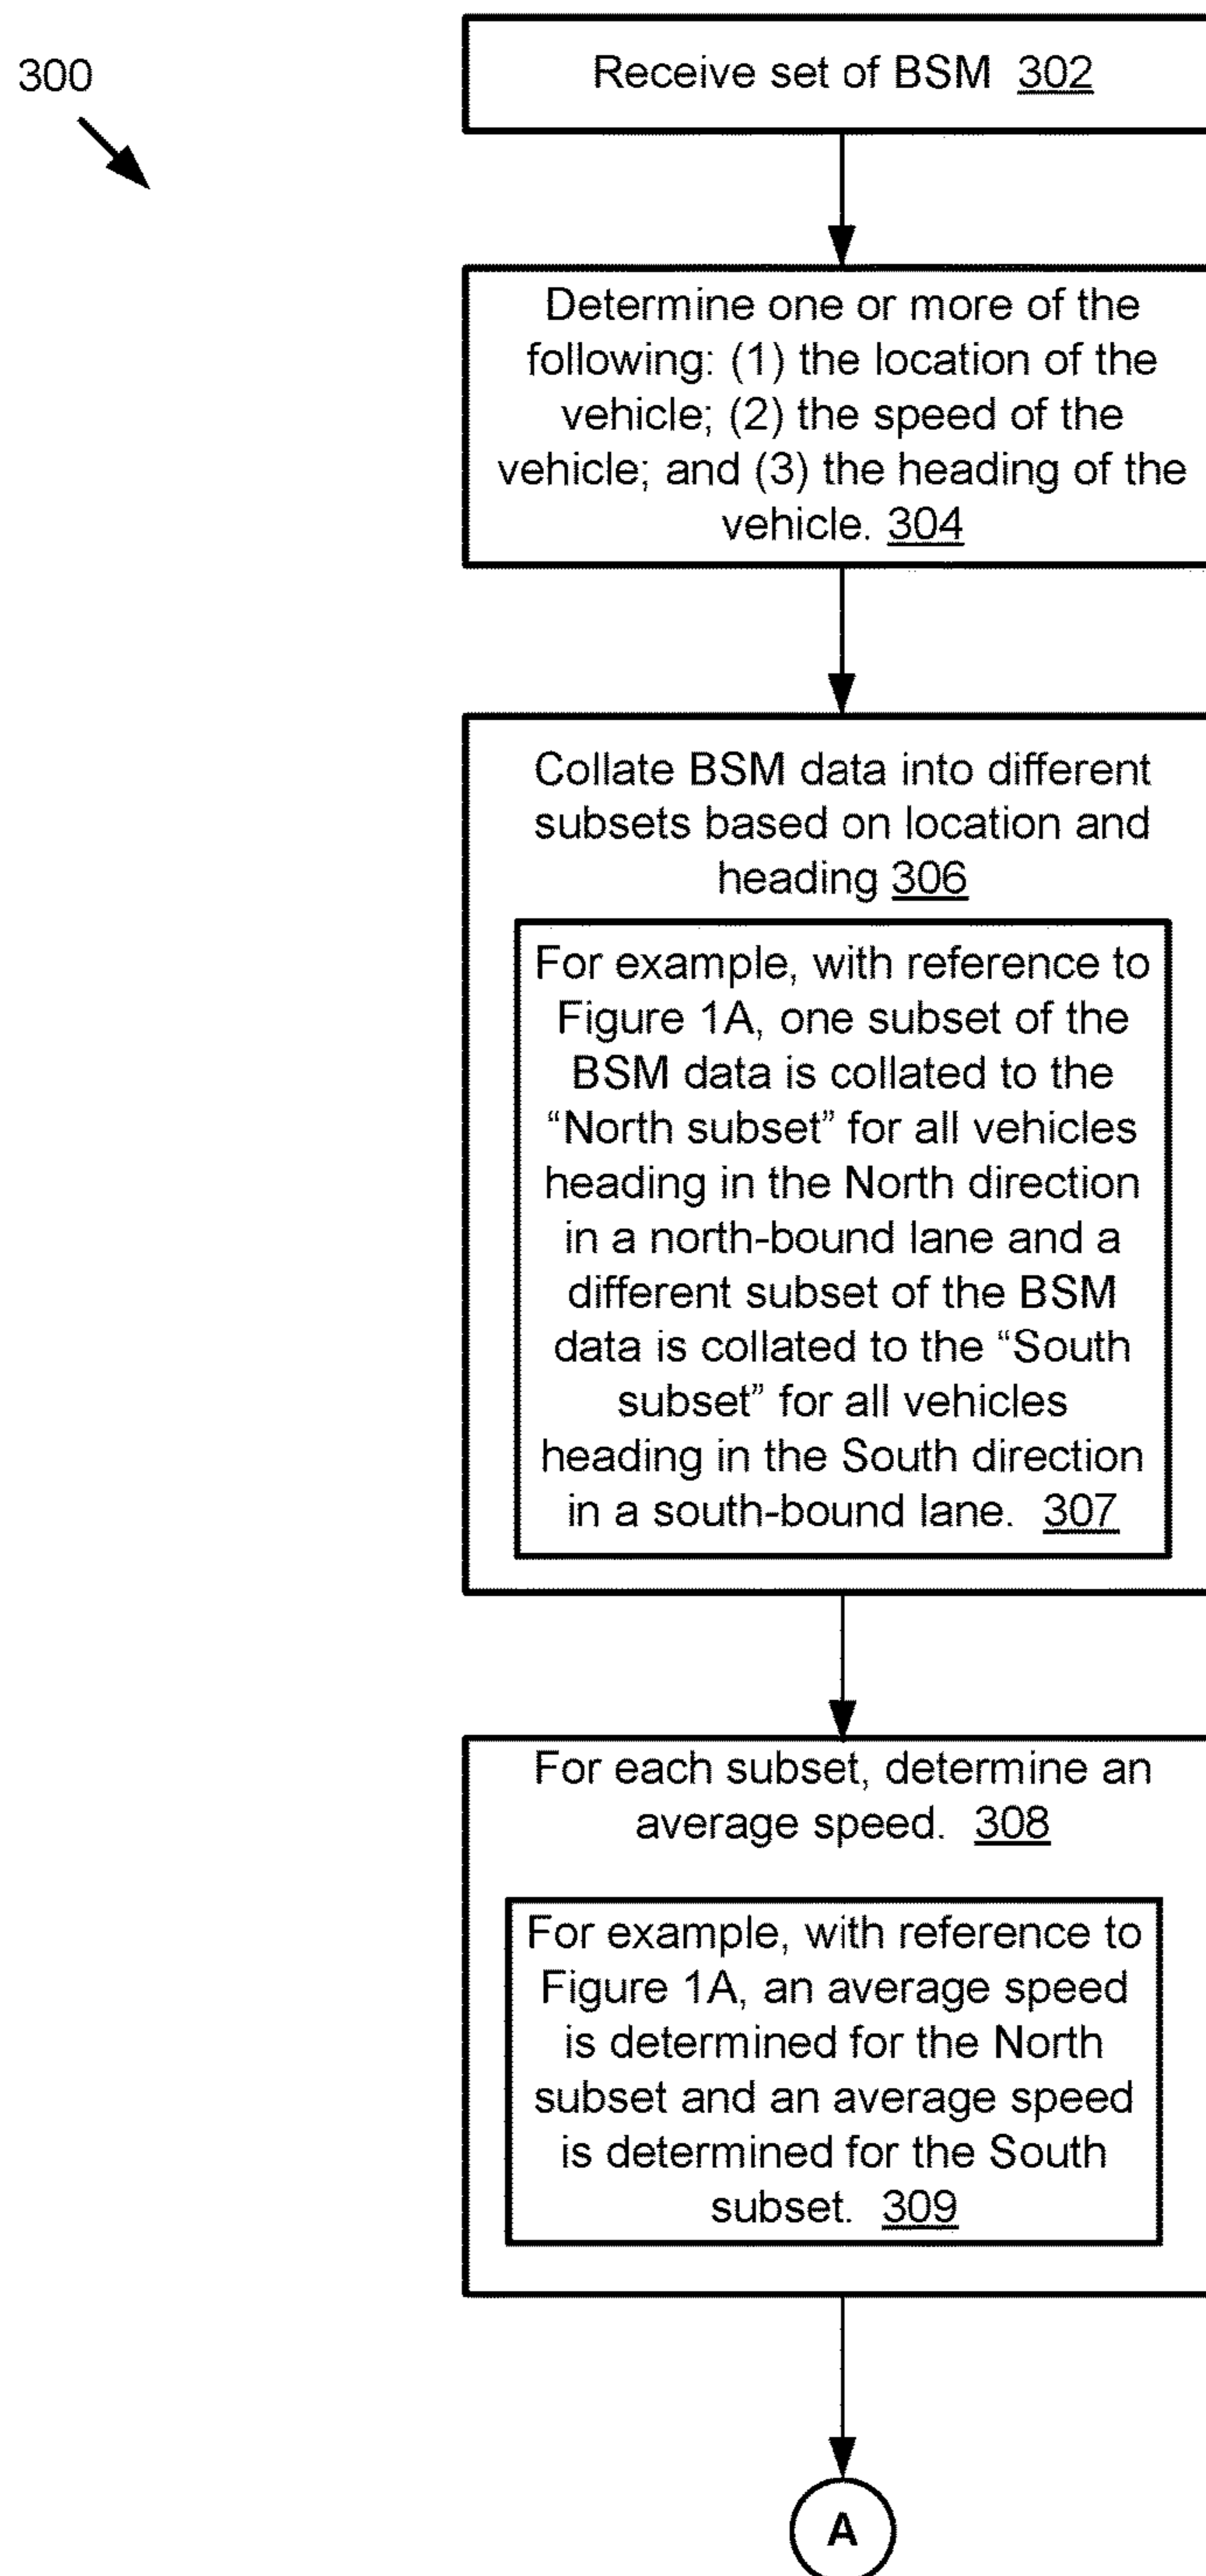 300
Receive set of BSM 302
Determine one or more of the
following: (1) the location of the
vehicle; (2) the speed of the
vehicle; and (3) the heading of the
vehicle. 304
Collate BSM data into different
subsets based on location and
heading 306
For example, with reference to
Figure 1A, one subset of the
BSM data is collated to the
“North subset” for all vehicles
heading in the North direction
in a north-bound lane and a
different subset of the BSM
data is collated to the “South
subset” for all vehicles
heading in the South direction
in a south-bound lane. 307
For each subset, determine an
average speed. 308
For example, with reference to
Figure 1A, an average speed
is determined for the North
subset and an average speed
is determined for the South
subset. 309
A